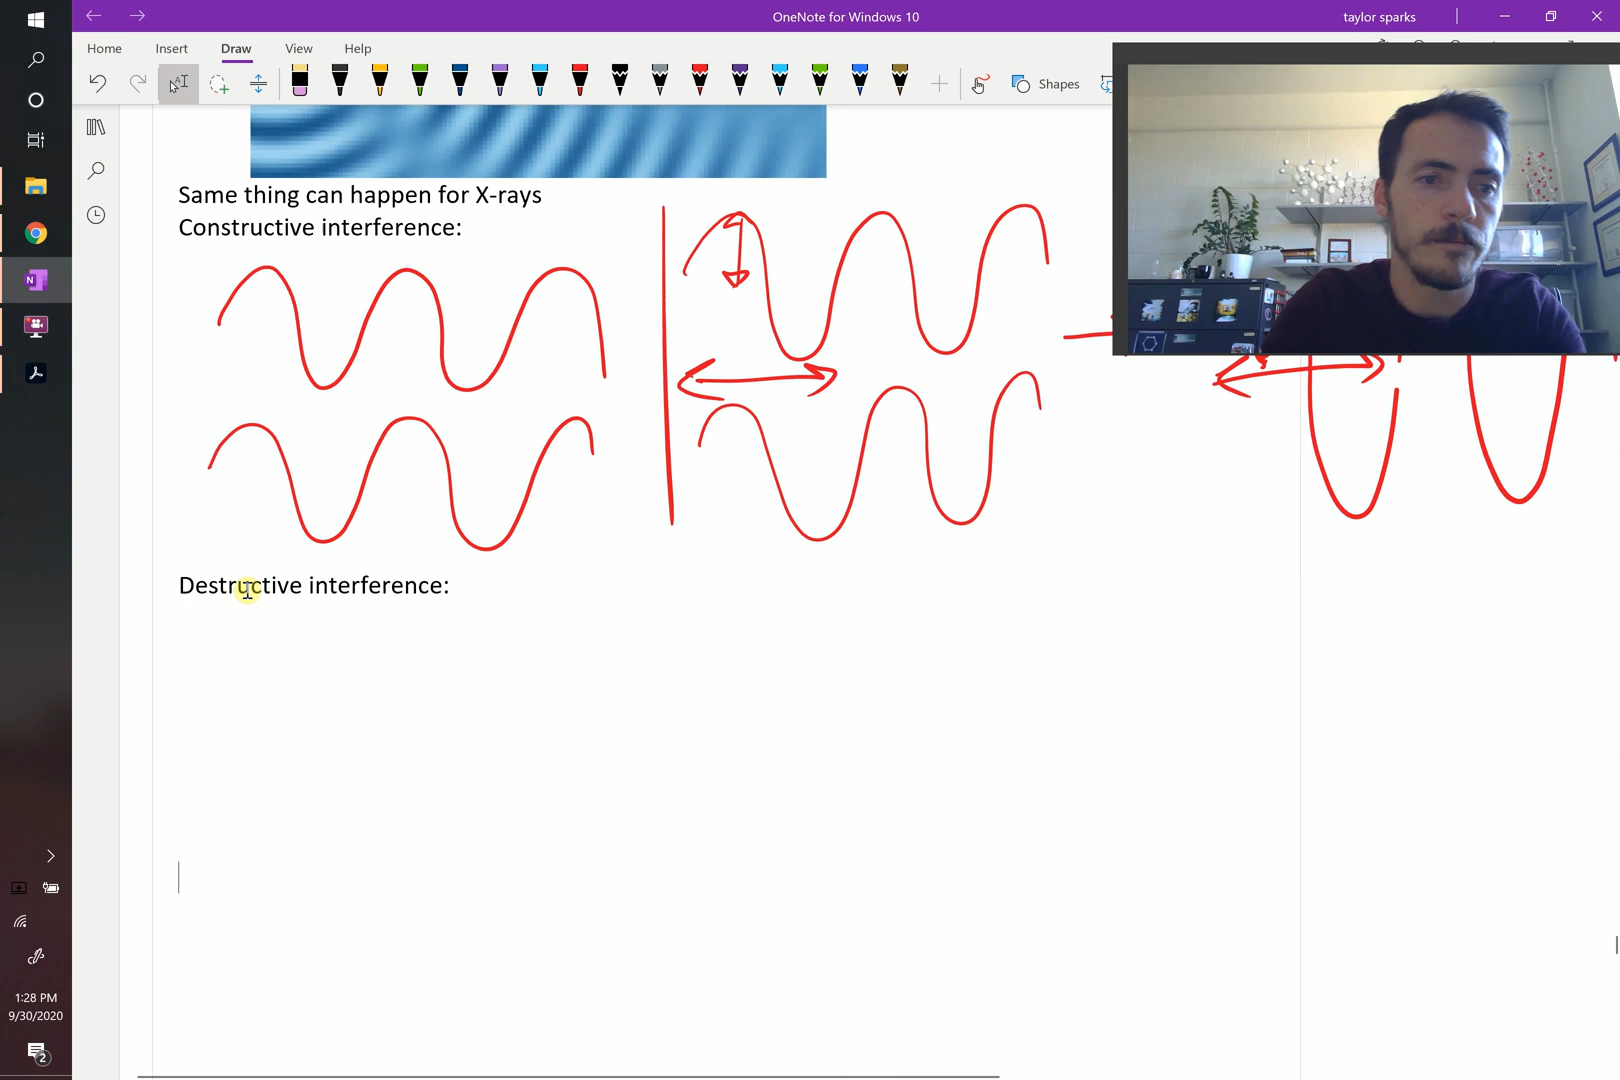 OneNote for Windows 10
taylor sparks
Home Insert Draw View Help
Shapes
Same thing can happen for X-rays
Constructive interference:
Destructive interference:
1:28 PM
9/30/2020
2